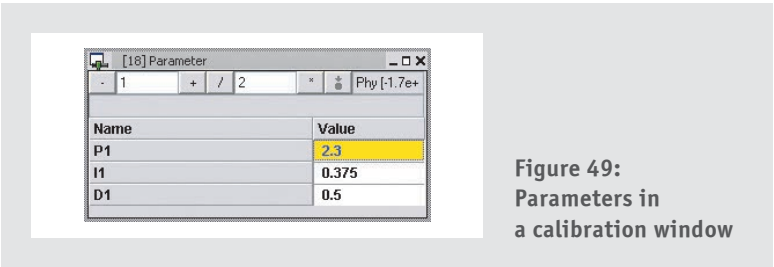 [18] Parameter
- 1 + / 2 * Phy [-1.7e+
Name Value
P1 2.3
I1 0.375
D1 0.5
Figure 49:
Parameters in
a calibration window